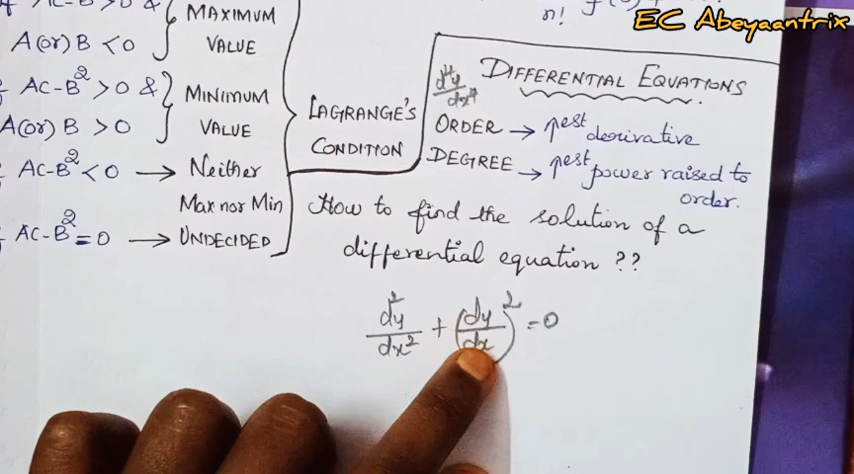 AC-B² > 0 &
A(or) B < 0
MAXIMUM
VALUE
AC-B² > 0 &
A(or) B > 0
MINIMUM
VALUE
AC-B² < 0 → Neither
Max nor Min
AC-B² = 0 → UNDECIDED
LAGRANGE'S
CONDITION
n!
EC Abeyaantrix
DIFFERENTIAL EQUATIONS
ORDER → ↑est derivative
DEGREE → ↑est power raised to
order.
How to find the solution of a
differential equation ??
d²y/dx² + (dy/dx)² = 0